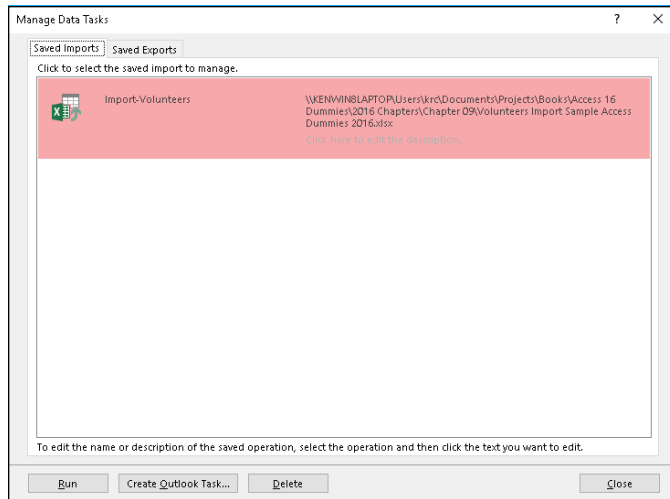 Manage Data Tasks
? X
Saved Imports Saved Exports
Click to select the saved import to manage.
Import-Volunteers \\KENWIN8LAPTOP\Users\krc\Documents\Projects\Books\Access 16
Dummies\2016 Chapters\Chapter 09\Volunteers Import Sample Access
Dummies 2016.xlsx
Click here to edit the description.
To edit the name or description of the saved operation, select the operation and then click the text you want to edit.
Run Create Outlook Task... Delete Close